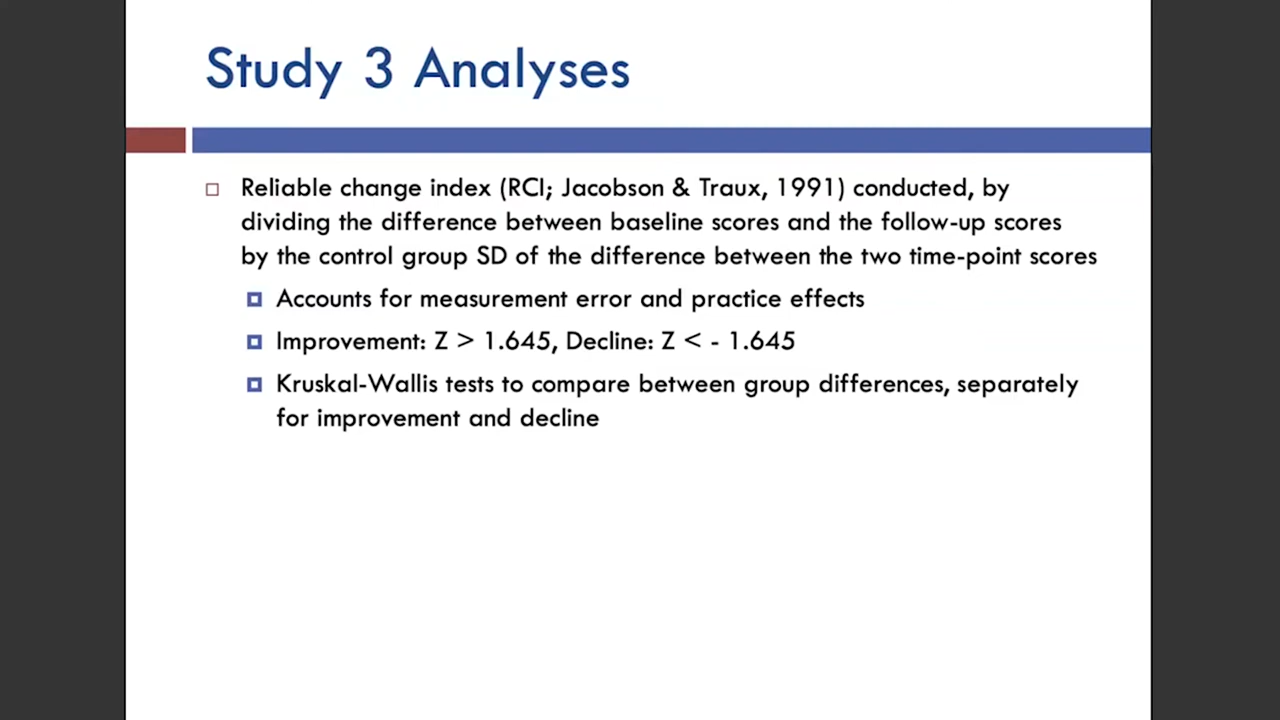 Study 3 Analyses
Reliable change index (RCI; Jacobson & Traux, 1991) conducted, by
dividing the difference between baseline scores and the follow-up scores
by the control group SD of the difference between the two time-point scores
Accounts for measurement error and practice effects
Improvement: Z > 1.645, Decline: Z < - 1.645
Kruskal-Wallis tests to compare between group differences, separately
for improvement and decline